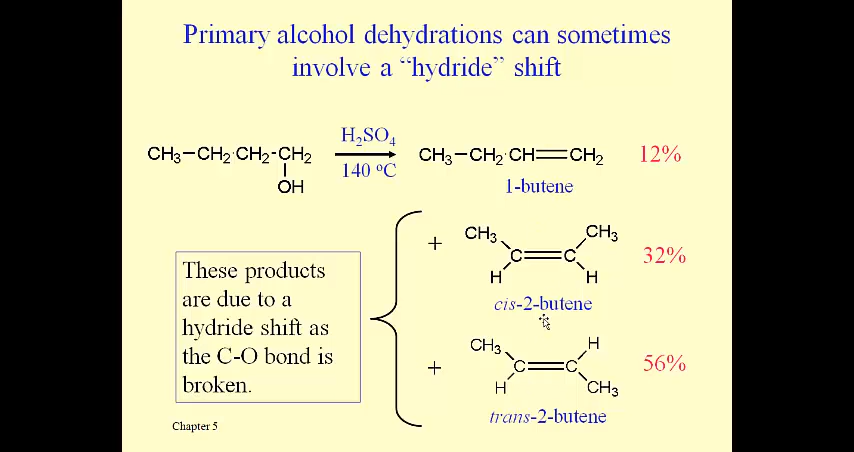 Primary alcohol dehydrations can sometimes
involve a “hydride” shift
CH3–CH2·CH2-CH2
OH
H2SO4
140 ºC
CH3–CH2·CH=CH2
12%
1-butene
+
CH3
CH3
C=C
H
H
32%
cis-2-butene
These products
are due to a
hydride shift as
the C-O bond is
broken.
+
CH3
H
C=C
H
CH3
56%
trans-2-butene
Chapter 5